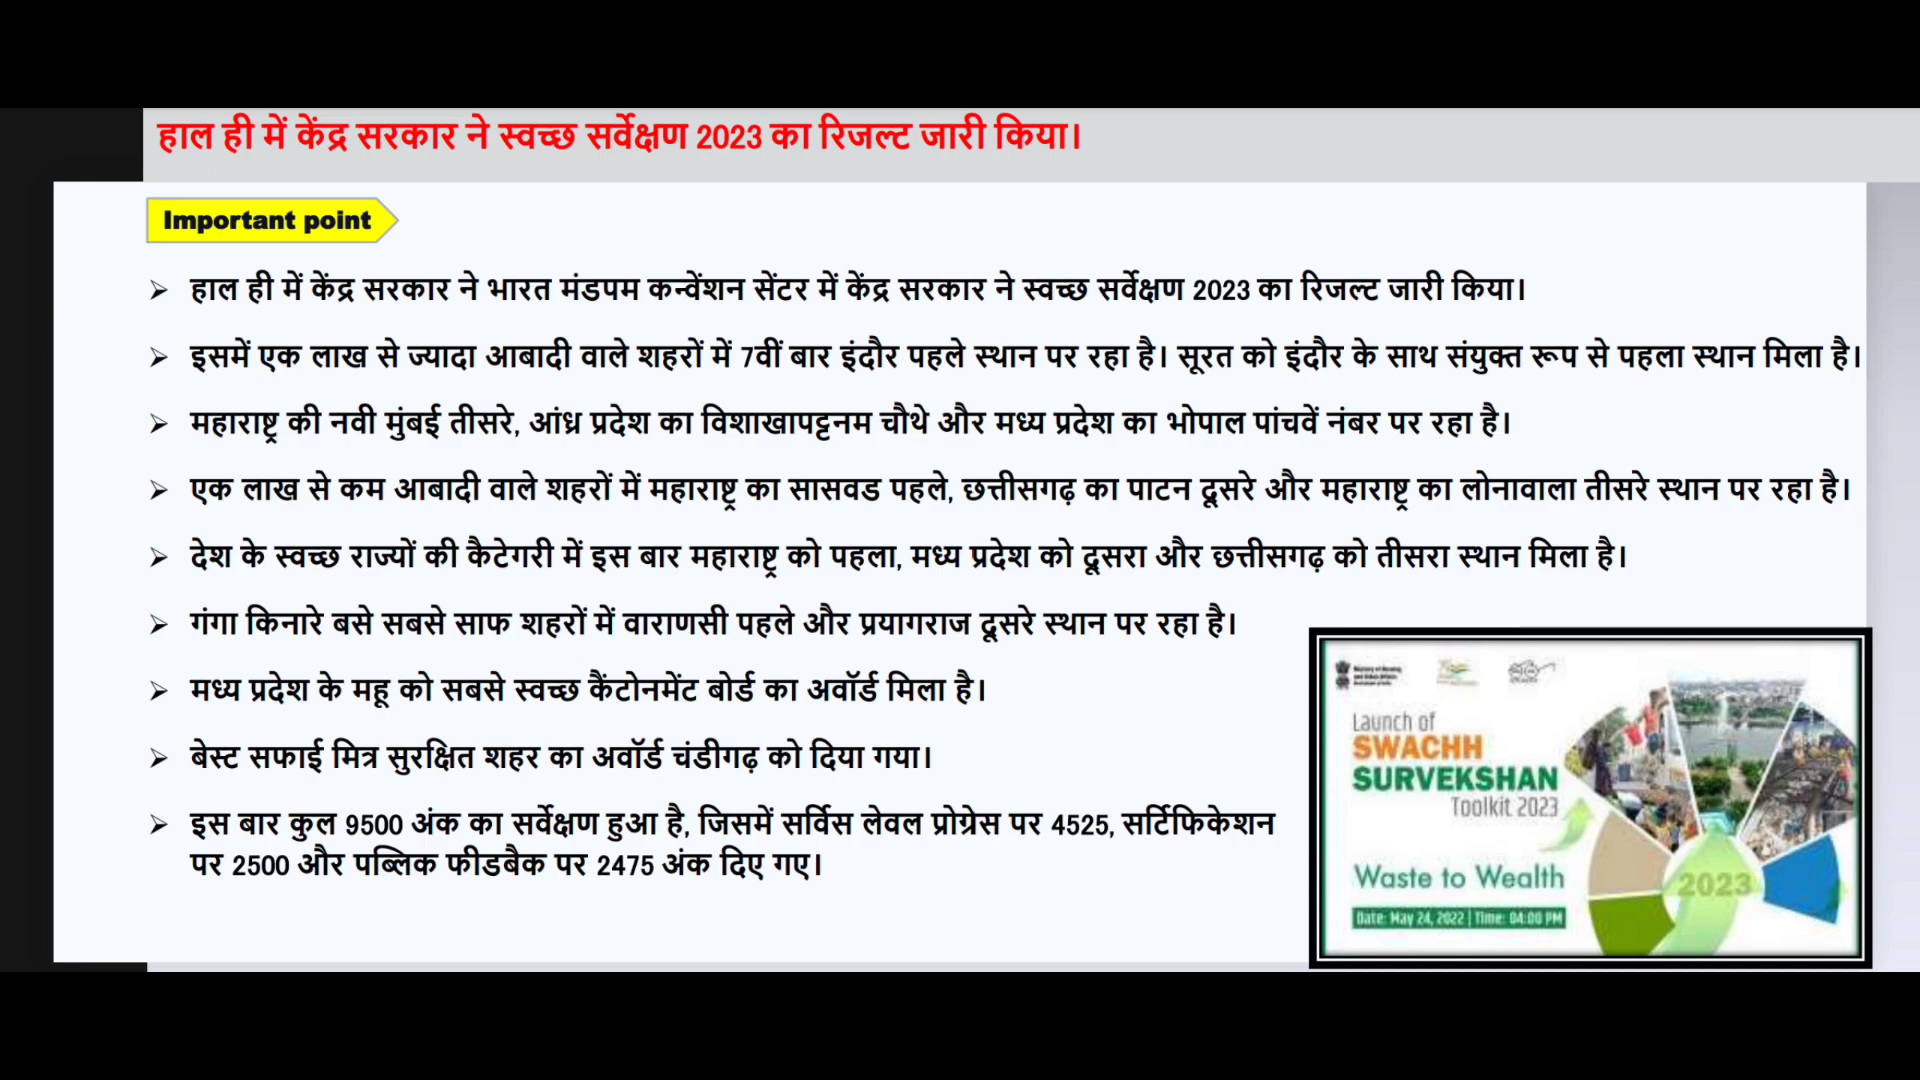 हाल ही में केंद्र सरकार ने स्वच्छ सर्वेक्षण 2023 का रिजल्ट जारी किया।
Important point
हाल ही में केंद्र सरकार ने भारत मंडपम कन्वेंशन सेंटर में केंद्र सरकार ने स्वच्छ सर्वेक्षण 2023 का रिजल्ट जारी किया।
इसमें एक लाख से ज्यादा आबादी वाले शहरों में 7वीं बार इंदौर पहले स्थान पर रहा है। सूरत को इंदौर के साथ संयुक्त रूप से पहला स्थान मिला है।
महाराष्ट्र की नवी मुंबई तीसरे, आंध्र प्रदेश का विशाखापट्टनम चौथे और मध्य प्रदेश का भोपाल पांचवें नंबर पर रहा है।
एक लाख से कम आबादी वाले शहरों में महाराष्ट्र का सासवड पहले, छत्तीसगढ़ का पाटन दूसरे और महाराष्ट्र का लोनावाला तीसरे स्थान पर रहा है।
देश के स्वच्छ राज्यों की कैटेगरी में इस बार महाराष्ट्र को पहला, मध्य प्रदेश को दूसरा और छत्तीसगढ़ को तीसरा स्थान मिला है।
गंगा किनारे बसे सबसे साफ शहरों में वाराणसी पहले और प्रयागराज दूसरे स्थान पर रहा है।
मध्य प्रदेश के महू को सबसे स्वच्छ कैंटोनमेंट बोर्ड का अवॉर्ड मिला है।
बेस्ट सफाई मित्र सुरक्षित शहर का अवॉर्ड चंडीगढ़ को दिया गया।
इस बार कुल 9500 अंक का सर्वेक्षण हुआ है, जिसमें सर्विस लेवल प्रोग्रेस पर 4525, सर्टिफिकेशन
पर 2500 और पब्लिक फीडबैक पर 2475 अंक दिए गए।
Launch of
SWACHH
SURVEKSHAN
Toolkit 2023
Waste to Wealth
2023
Date: May 24, 2022 | Time: 04:00 PM